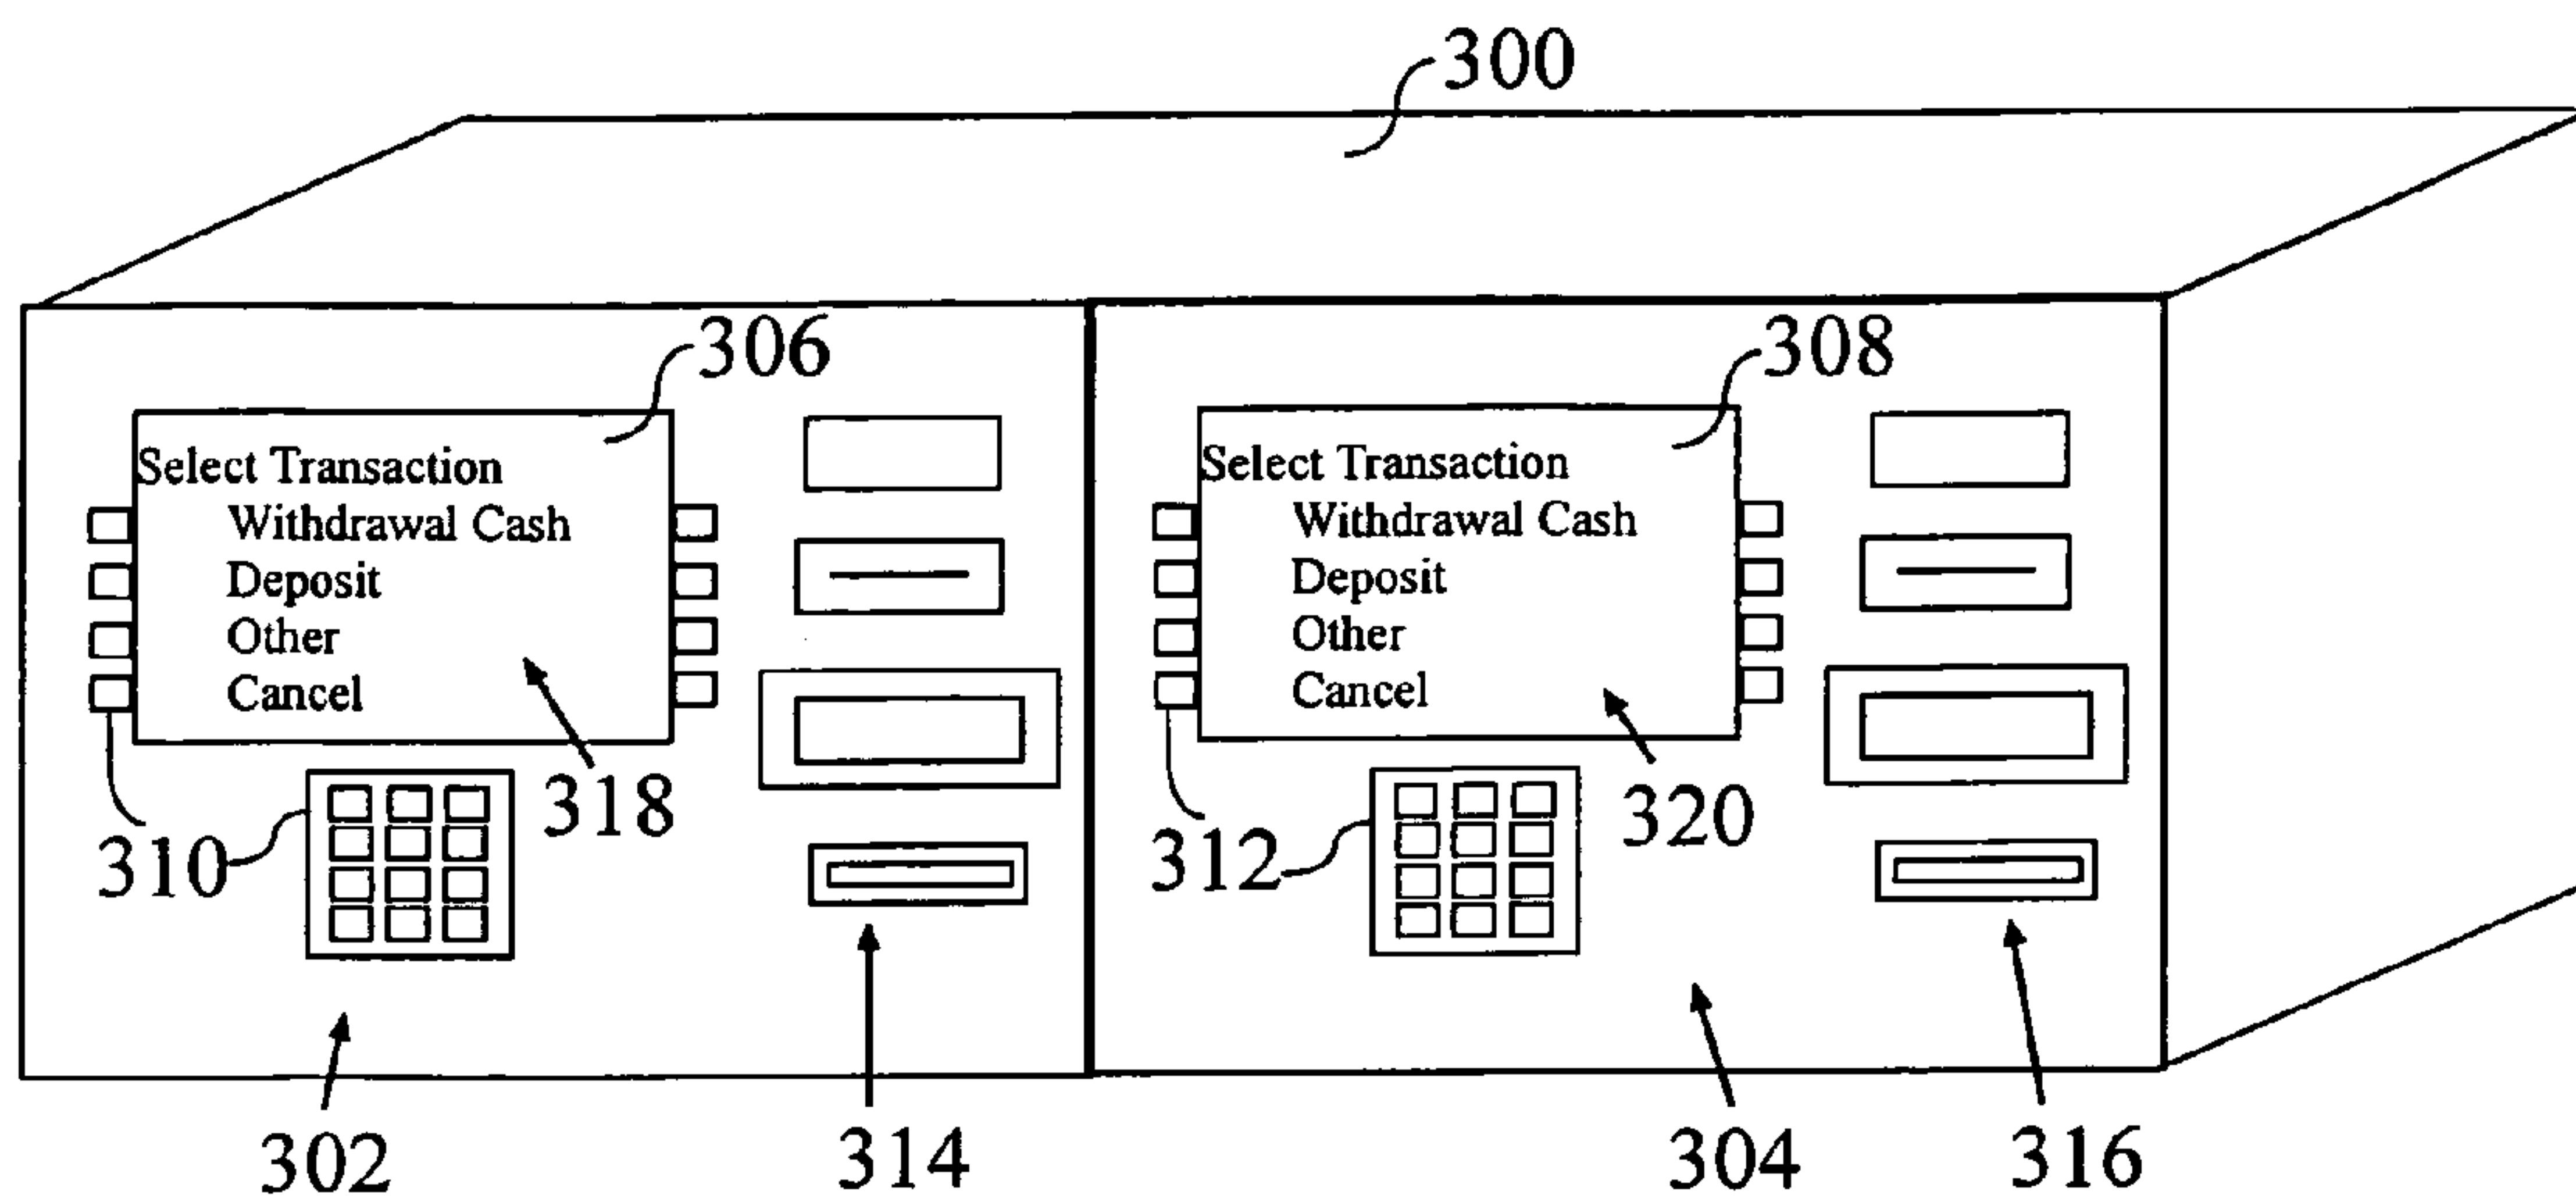 300
306
308
Select Transaction
Withdrawal Cash
Deposit
Other
Cancel
Select Transaction
Withdrawal Cash
Deposit
Other
Cancel
318
320
310
312
302
314
304
316